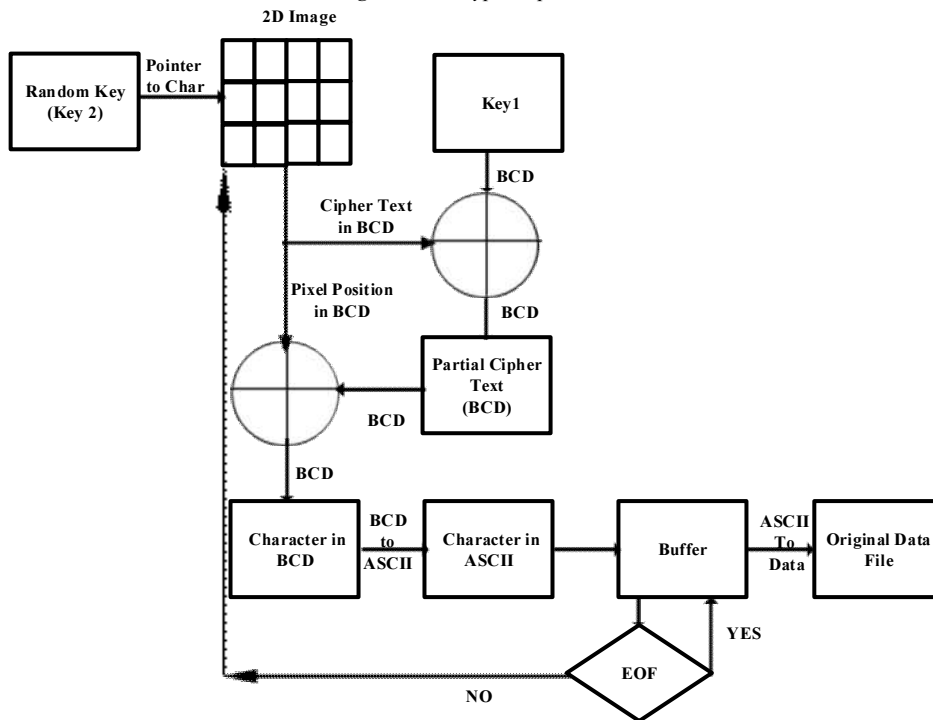 2D Image
Random Key
(Key 2)
Pointer
to Char
Key1
BCD
Cipher Text
in BCD
Pixel Position
in BCD
BCD
Partial Cipher
Text
(BCD)
BCD
BCD
Character in
BCD
BCD
to
ASCII
Character in
ASCII
Buffer
ASCII
To
Data
Original Data
File
YES
EOF
NO